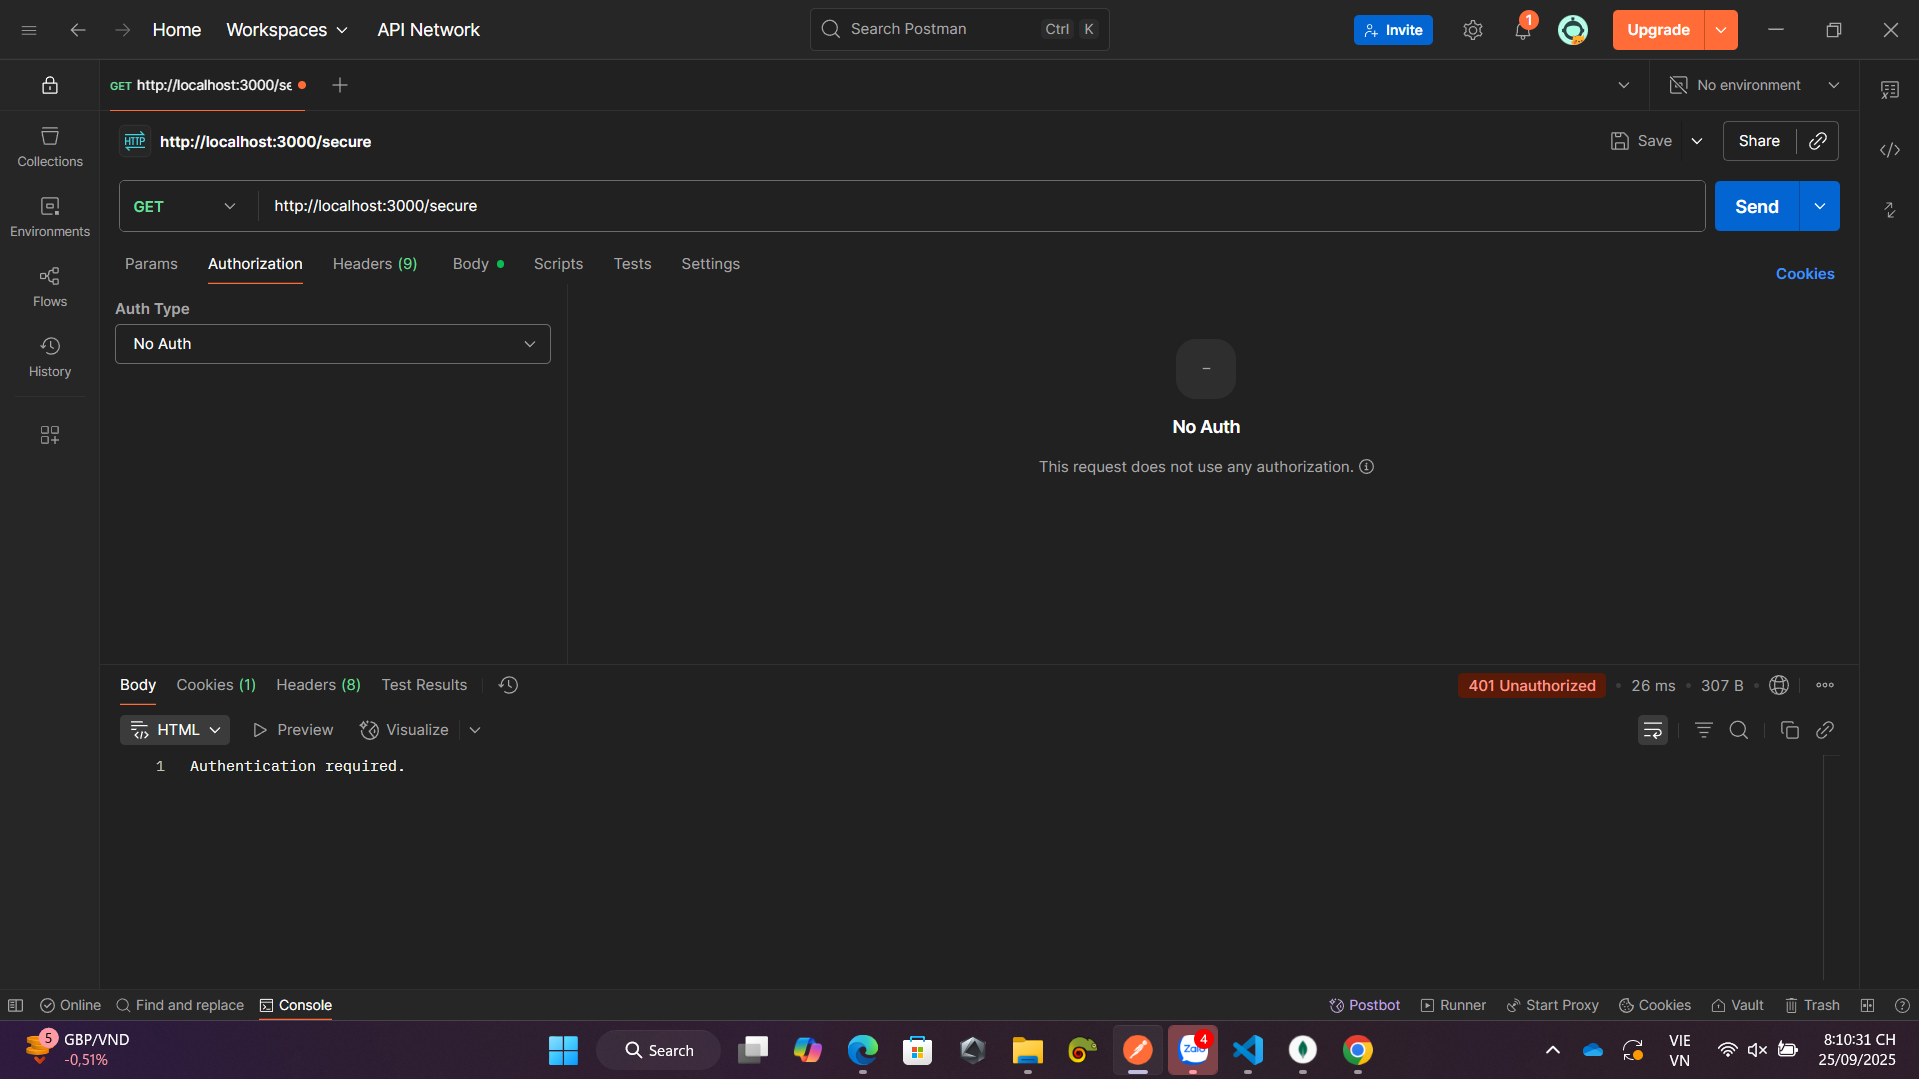 Home Workspaces API Network Search Postman Ctrl K Invite 1 Upgrade
GET http://localhost:3000/se No environment
HTTP http://localhost:3000/secure Save Share
GET http://localhost:3000/secure Send
Collections
Environments
Flows
History
Params Authorization Headers (9) Body Scripts Tests Settings Cookies
Auth Type
No Auth
-
No Auth
This request does not use any authorization.
Body Cookies (1) Headers (8) Test Results 401 Unauthorized 26 ms 307 B
HTML Preview Visualize
1 Authentication required.
Online Find and replace Console Postbot Runner Start Proxy Cookies Vault Trash
5 GBP/VND
-0,51%
Search
Zalo 4
VIE
VN
8:10:31 CH
25/09/2025